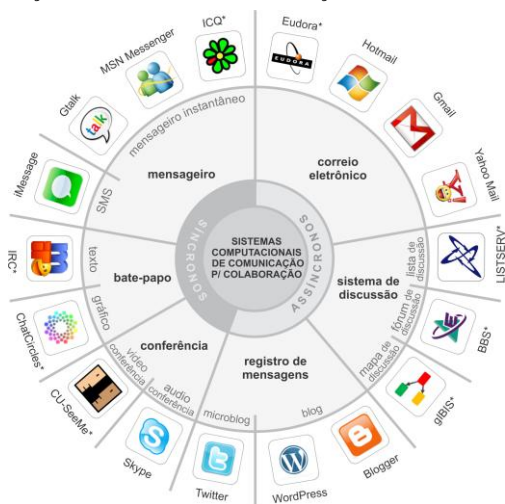 ICQ*
Eudora*
MSN Messenger
Hotmail
Gtalk
Gmail
iMessage
Yahoo Mail
IRC*
LISTSERV*
ChatCircles*
BBS*
CU-SeeMe*
gIBIS*
Skype
Blogger
Twitter
WordPress
mensageiro instantâneo
SMS
mensageiro
correio
eletrônico
texto
gráfico
bate-papo
lista de
discussão
fórum de
discussão
mapa de
discussão
sistema de
discussão
conferência
vídeo
conferência
audio
conferência
registro de
mensagens
microblog
blog
SÍNCRONOS
ASSÍNCRONOS
SISTEMAS
COMPUTACIONAIS
DE COMUNICAÇÃO
P/ COLABORAÇÃO
EUDORA
talk